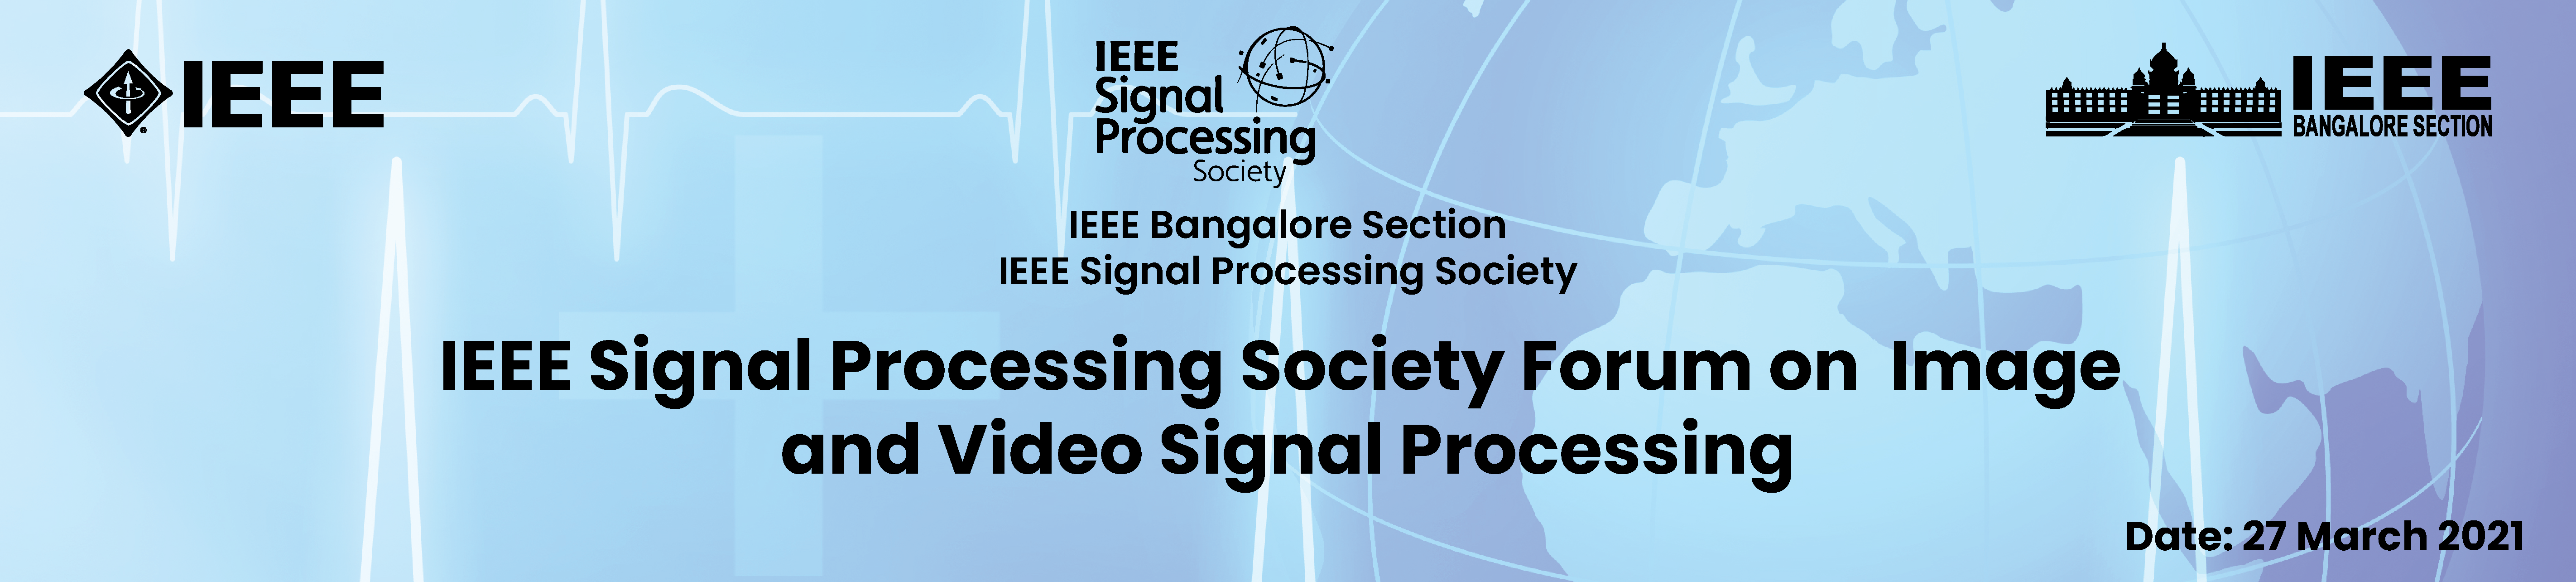 IEEE
IEEE
Signal
Processing
Society
IEEE
BANGALORE SECTION
IEEE Bangalore Section
IEEE Signal Processing Society
IEEE Signal Processing Society Forum on Image
and Video Signal Processing
Date: 27 March 2021